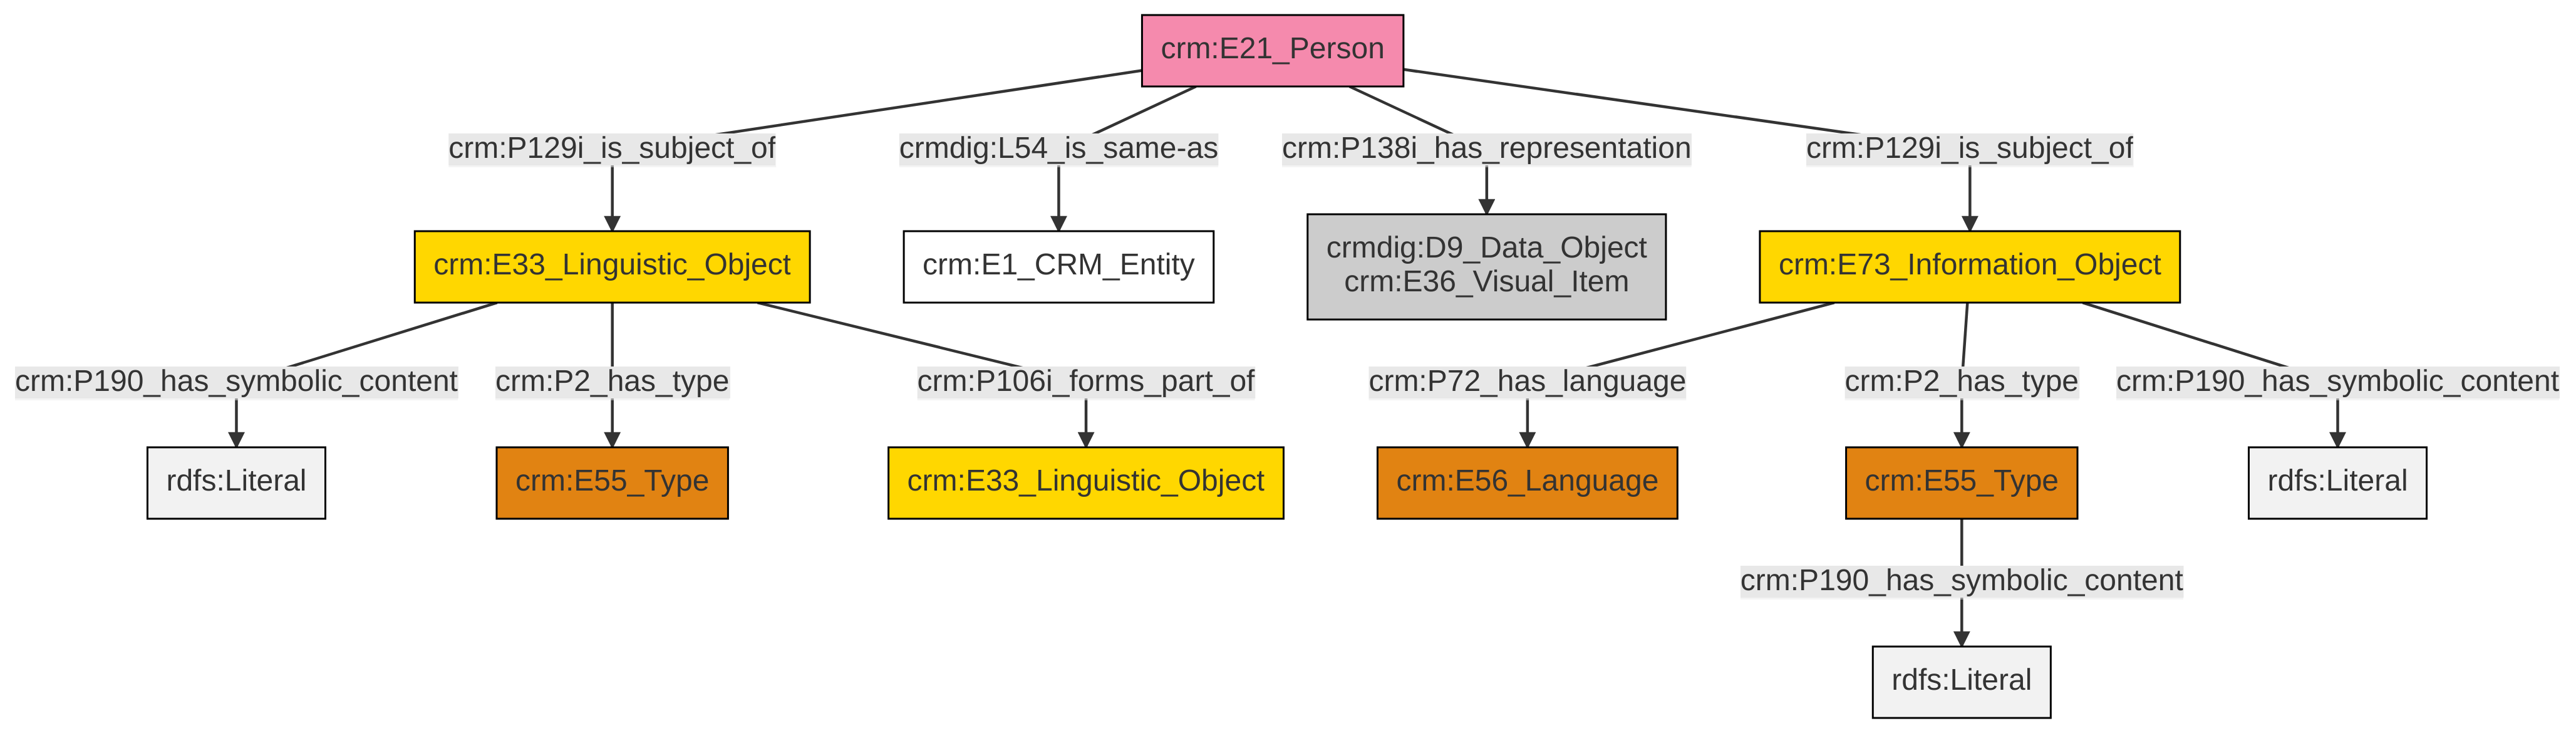 crm:E21_Person
crm:P129i_is_subject_of
crmdig:L54_is_same-as
crm:P138i_has_representation
crm:P129i_is_subject_of
crm:E33_Linguistic_Object
crm:E1_CRM_Entity
crmdig:D9_Data_Object
crm:E36_Visual_Item
crm:E73_Information_Object
crm:P190_has_symbolic_content
crm:P2_has_type
crm:P106i_forms_part_of
crm:P72_has_language
crm:P2_has_type
crm:P190_has_symbolic_content
rdfs:Literal
crm:E55_Type
crm:E33_Linguistic_Object
crm:E56_Language
crm:E55_Type
rdfs:Literal
crm:P190_has_symbolic_content
rdfs:Literal